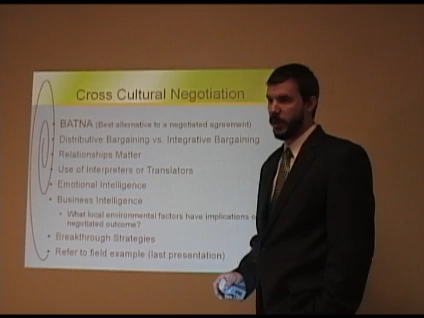 Cross Cultural Negotiation
• BATNA (Best alternative to a negotiated agreement)
• Distributive Bargaining vs. Integrative Bargaining
• Relationships Matter
• Use of Interpreters or Translators
• Emotional Intelligence
• Business Intelligence
• What local environmental factors have implications
negotiated outcome?
• Breakthrough Strategies
• Refer to field example (last presentation)